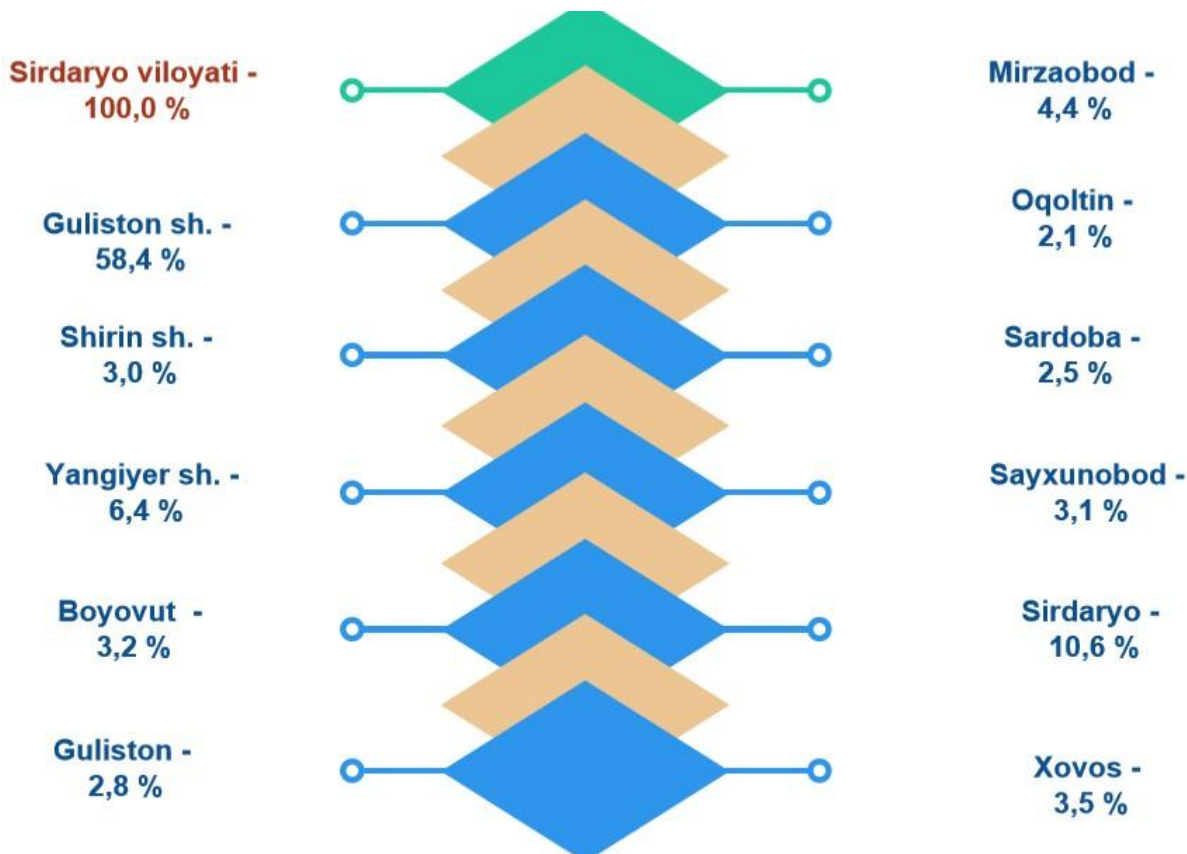 Sirdaryo viloyati -
100,0 %
Guliston sh. -
58,4 %
Shirin sh. -
3,0 %
Yangiyer sh. -
6,4 %
Boyovut -
3,2 %
Guliston -
2,8 %
Mirzaobod -
4,4 %
Oqoltin -
2,1 %
Sardoba -
2,5 %
Sayxunobod -
3,1 %
Sirdaryo -
10,6 %
Xovos -
3,5 %